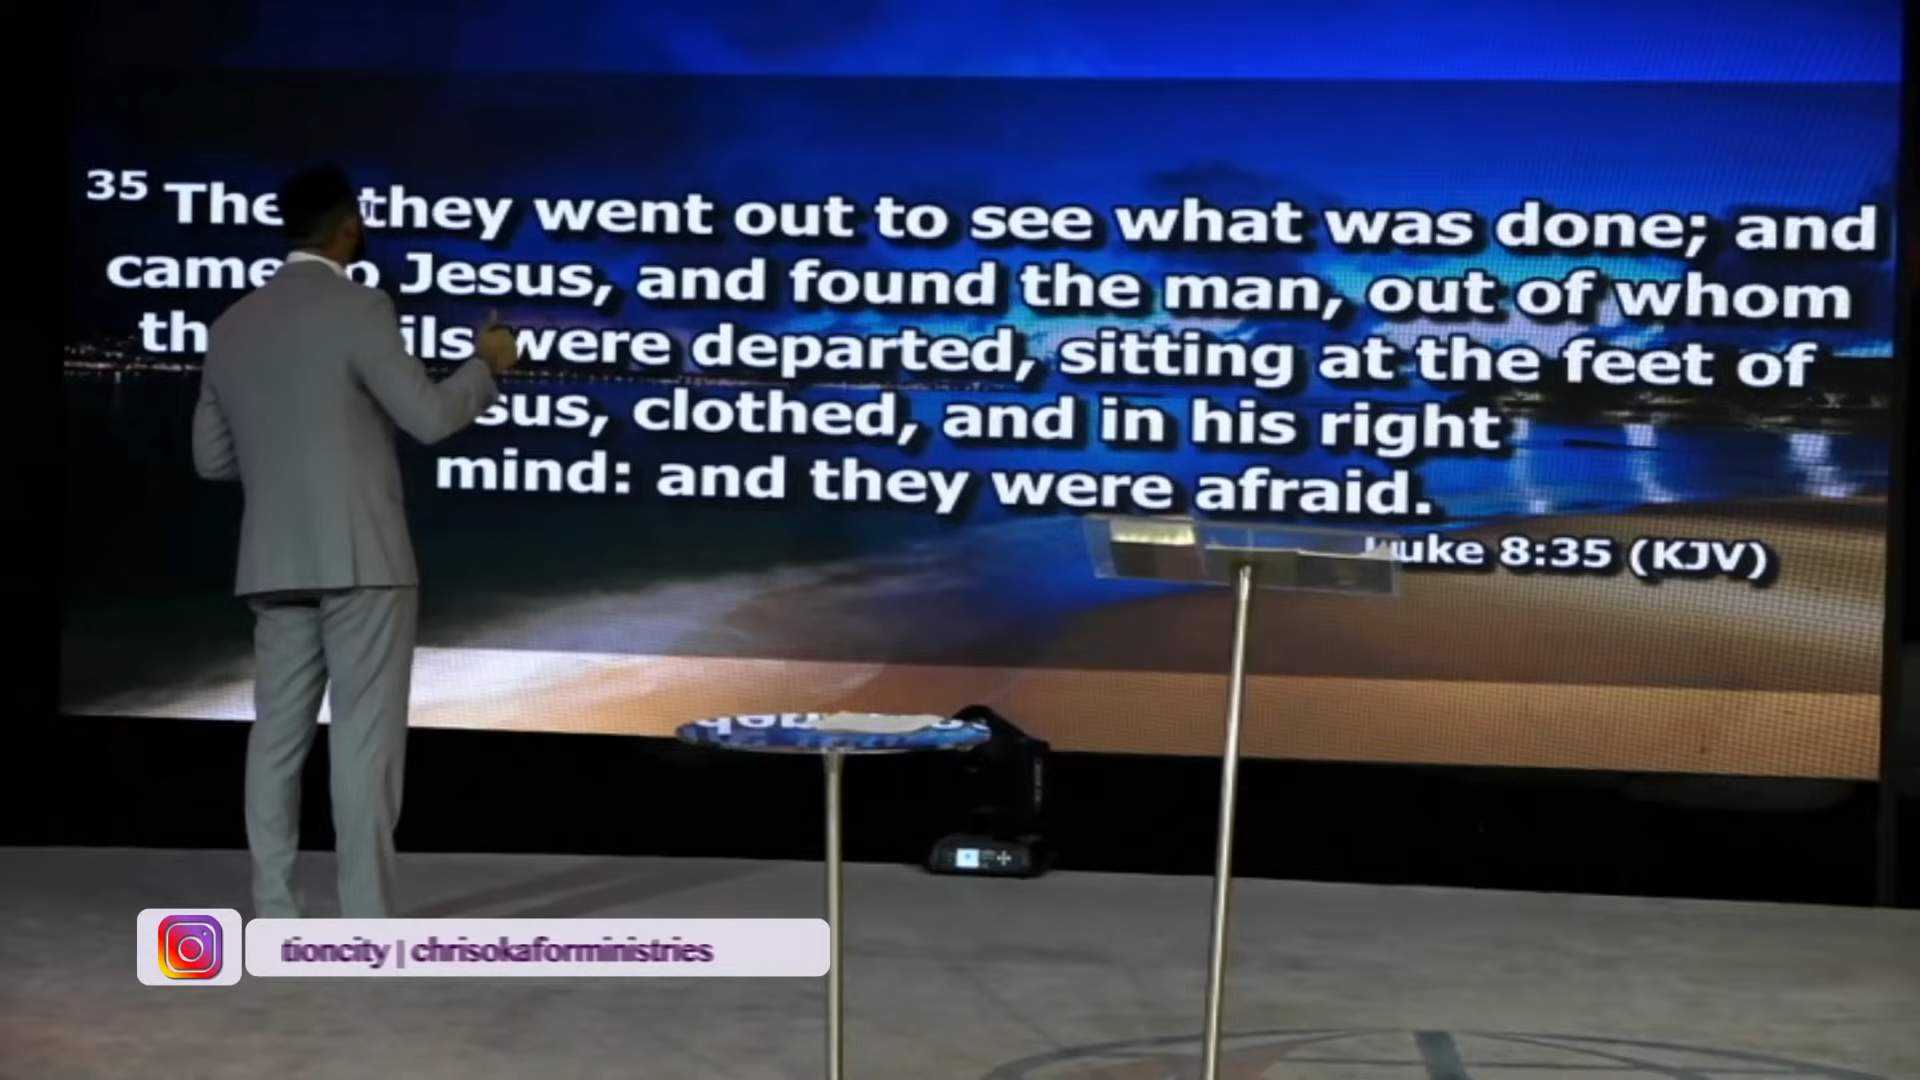 35 The they went out to see what was done; and
came o Jesus, and found the man, out of whom
th ils were departed, sitting at the feet of
sus, clothed, and in his right
mind: and they were afraid.
uke 8:35 (KJV)
tioncity | chrisokaforministries